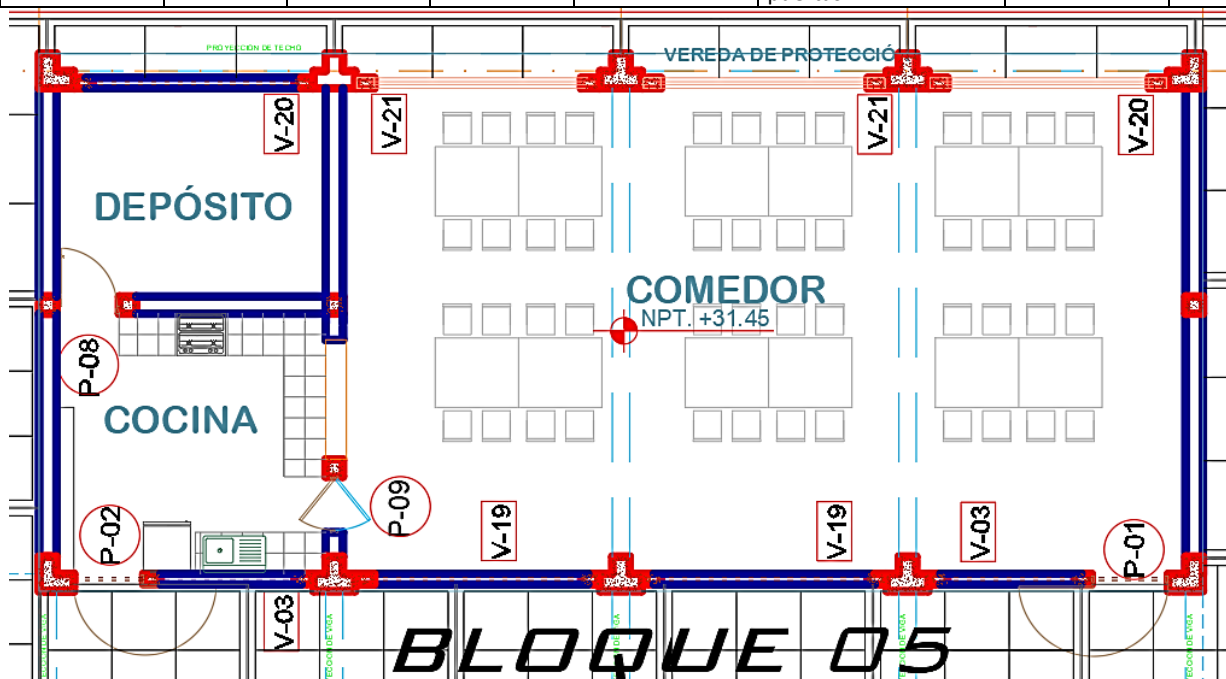 PROYECCION DE TECHO
VEREDA DE PROTECCIÓ
V-20
V-21
V-21
V-20
DEPÓSITO
COMEDOR
NPT. +31.45
P-08
COCINA
P-02
P-09
V-19
V-19
V-03
P-01
V-03
BLOQUE 05